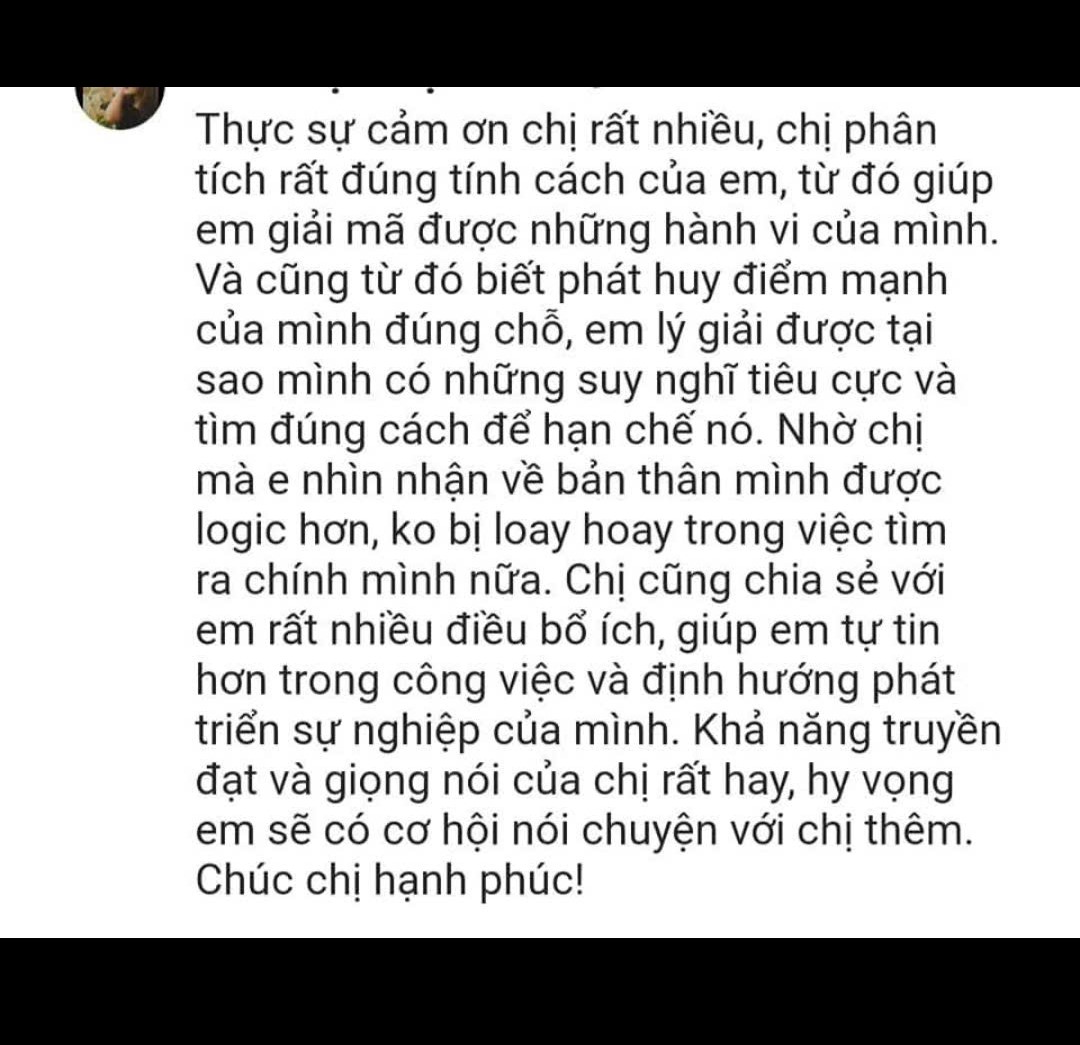 Thực sự cảm ơn chị rất nhiều, chị phân
tích rất đúng tính cách của em, từ đó giúp
em giải mã được những hành vi của mình.
Và cũng từ đó biết phát huy điểm mạnh
của mình đúng chỗ, em lý giải được tại
sao mình có những suy nghĩ tiêu cực và
tìm đúng cách để hạn chế nó. Nhờ chị
mà e nhìn nhận về bản thân mình được
logic hơn, ko bị loay hoay trong việc tìm
ra chính mình nữa. Chị cũng chia sẻ với
em rất nhiều điều bổ ích, giúp em tự tin
hơn trong công việc và định hướng phát
triển sự nghiệp của mình. Khả năng truyền
đạt và giọng nói của chị rất hay, hy vọng
em sẽ có cơ hội nói chuyện với chị thêm.
Chúc chị hạnh phúc!